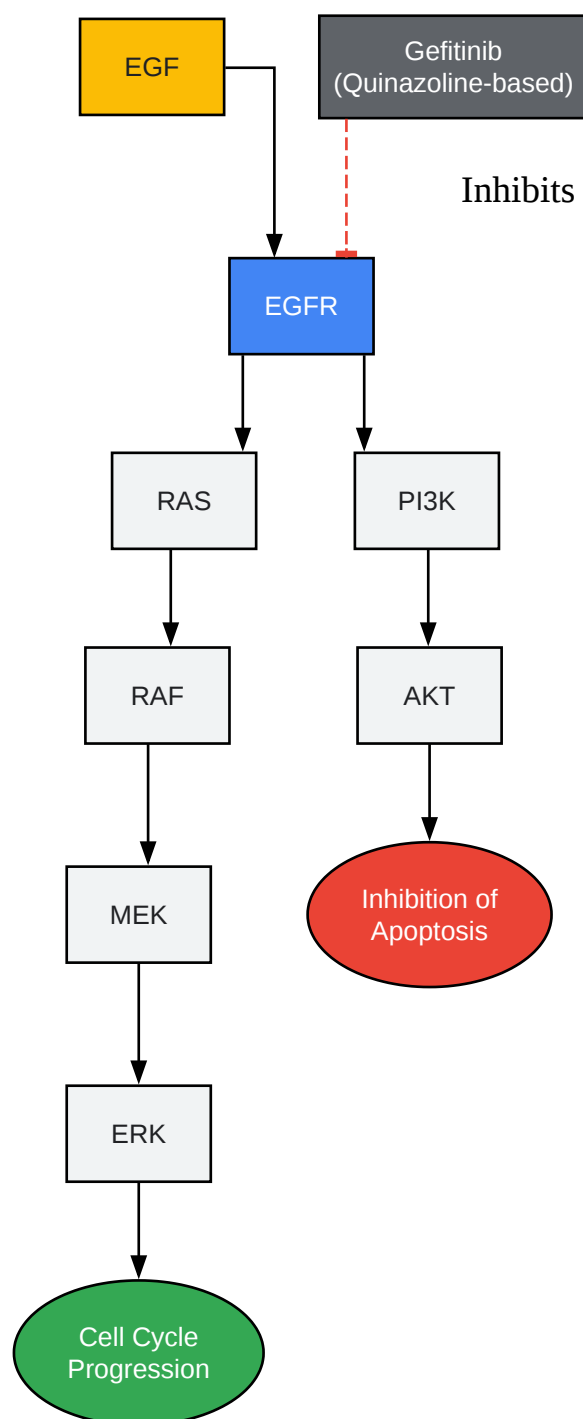 EGF
Gefitinib
(Quinazoline-based)
Inhibits
EGFR
RAS
PI3K
RAF
AKT
MEK
Inhibition of
Apoptosis
ERK
Cell Cycle
Progression